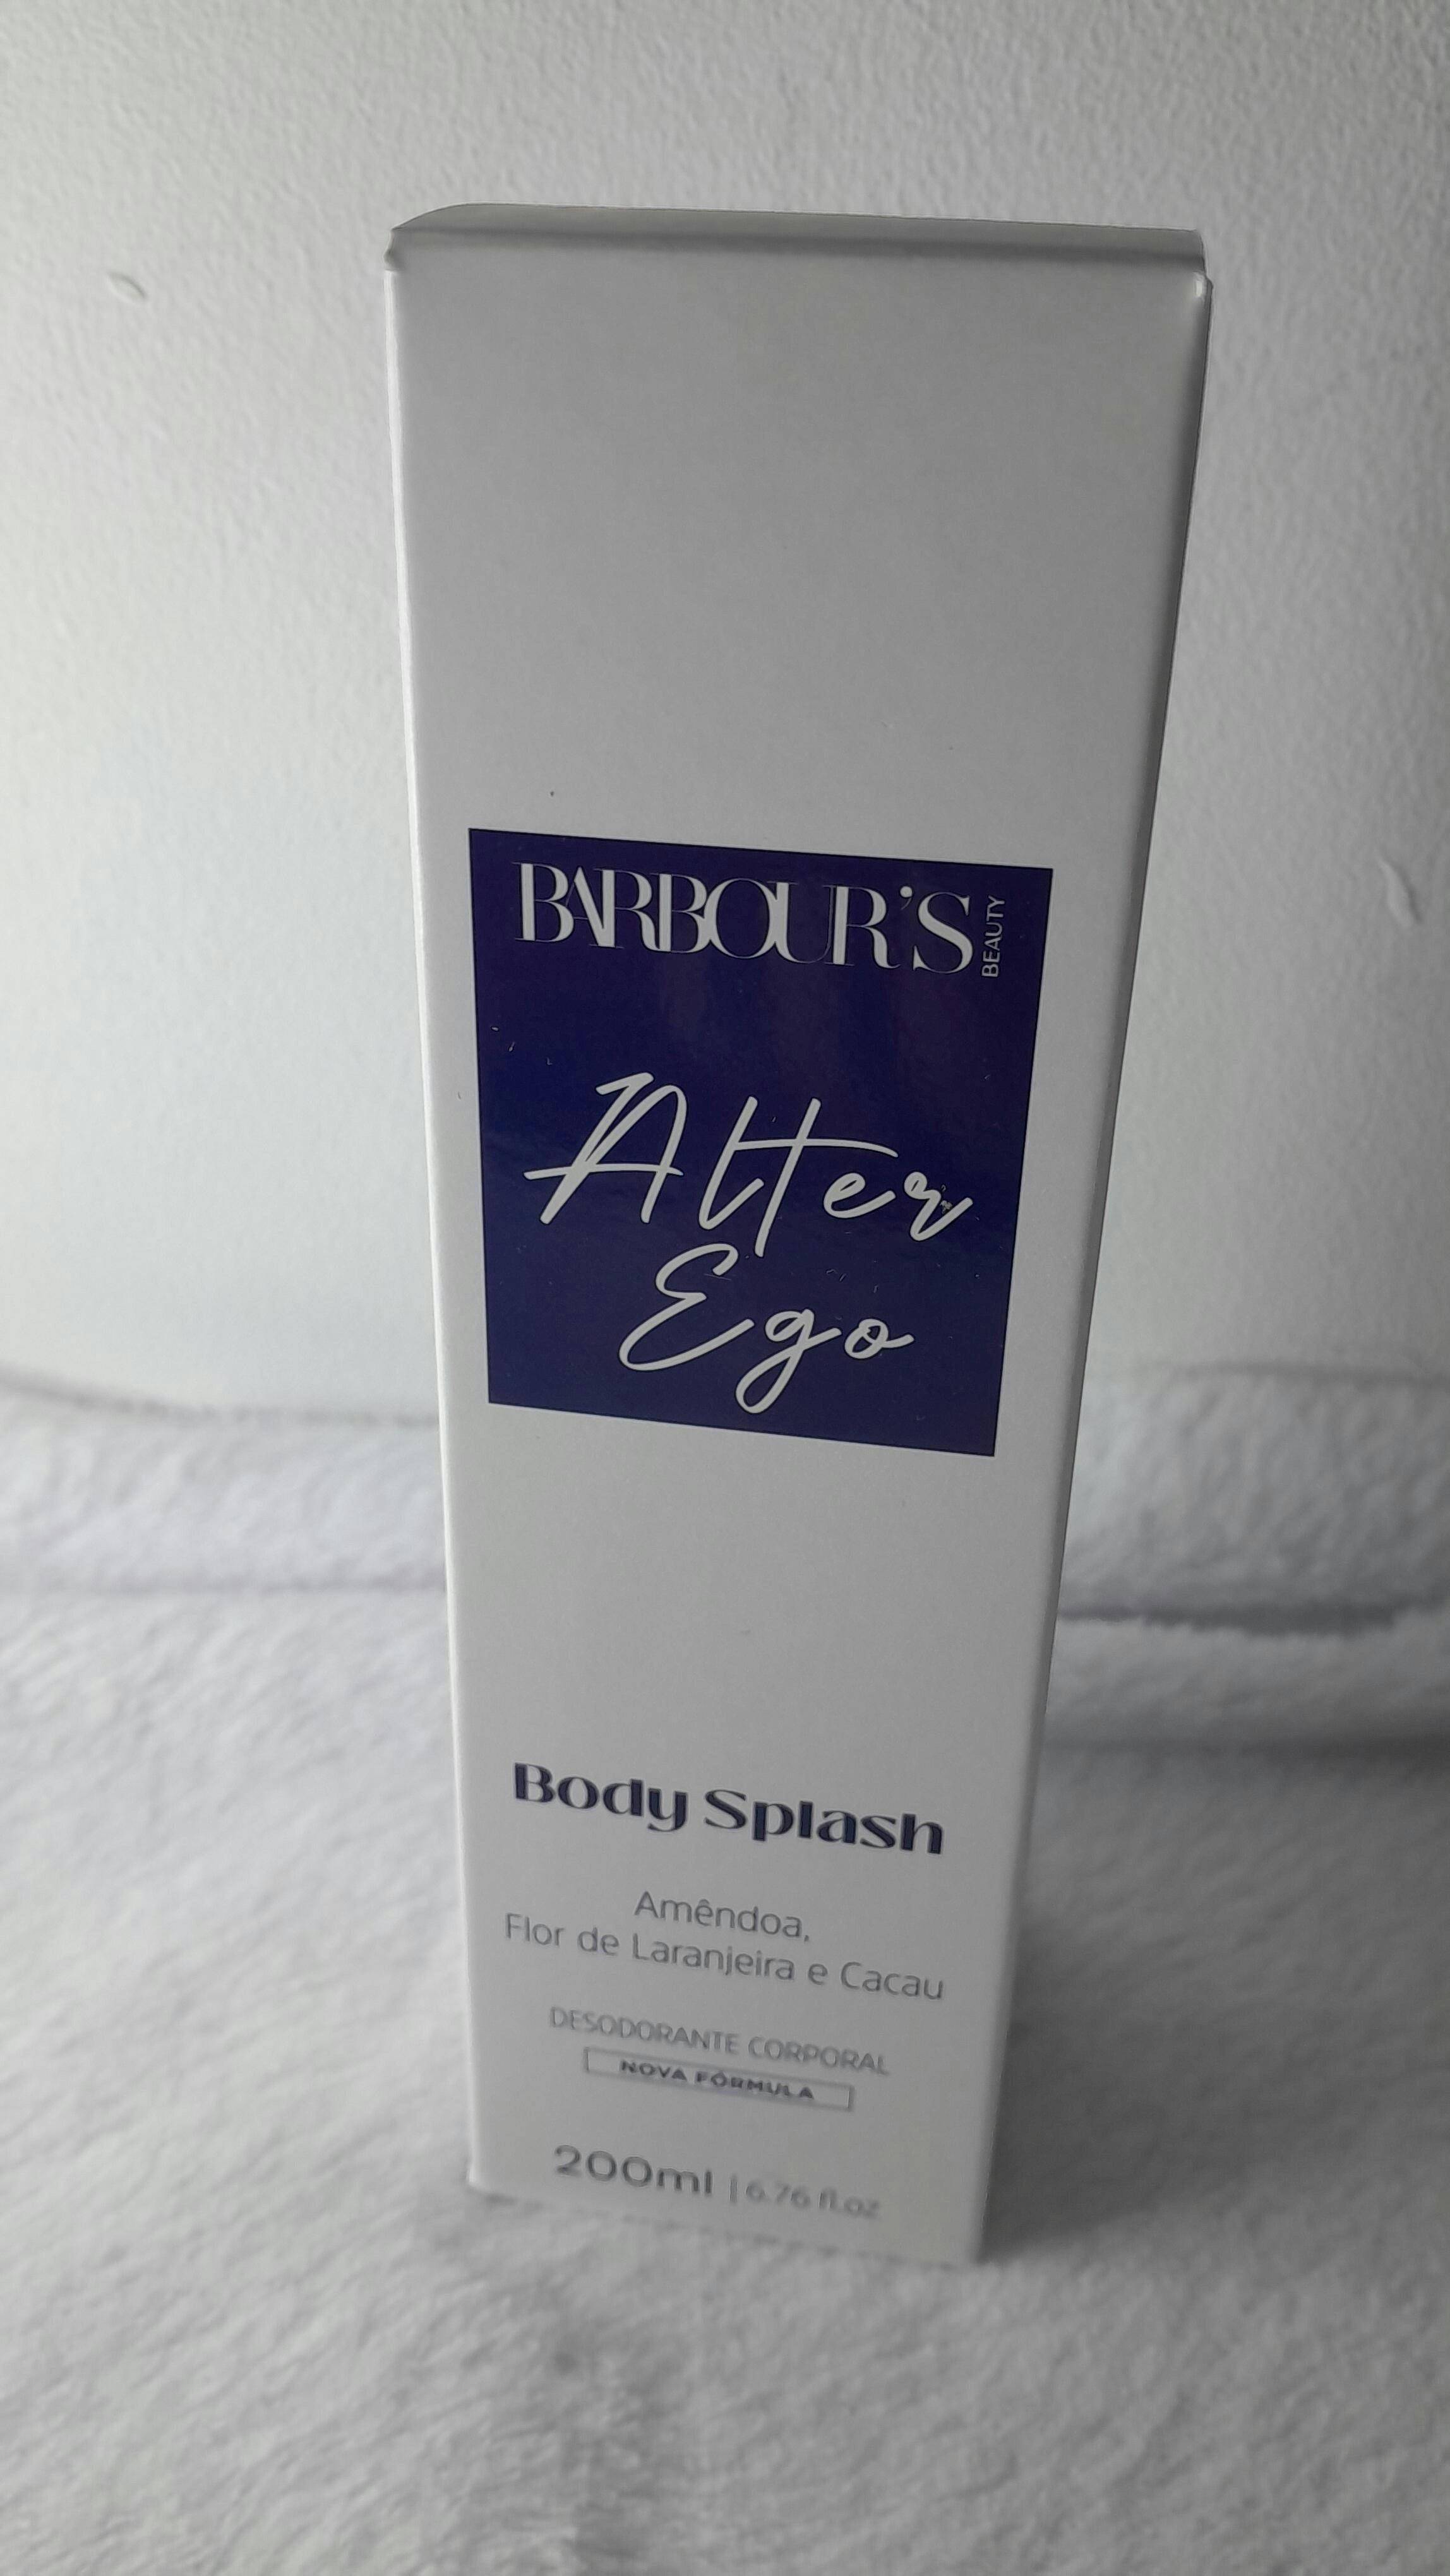 BARBOUR'S BEAUTY
Alter
Ego
Body Splash
Amêndoa,
Flor de Laranjeira e Cacau
DESODORANTE CORPORAL
NOVA FÓRMULA
200ml | 6.76 fl.oz